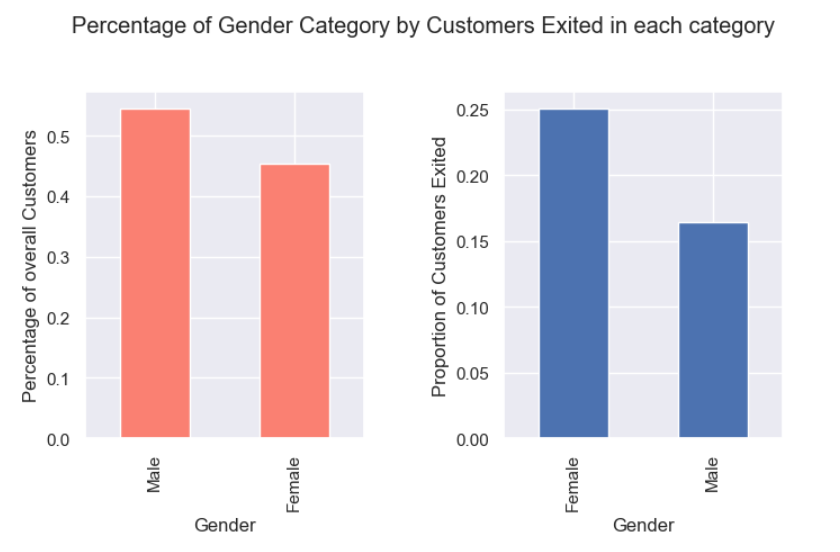 Percentage of Gender Category by Customers Exited in each category
Percentage of overall Customers
0.5
0.4
0.3
0.2
0.1
0.0
Male
Female
Gender
Proportion of Customers Exited
0.25
0.20
0.15
0.10
0.05
0.00
Female
Male
Gender